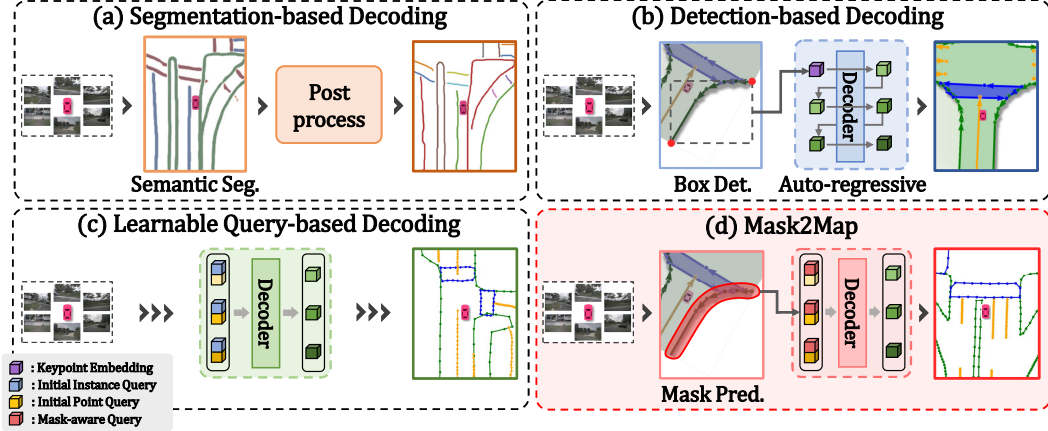 (a) Segmentation-based Decoding
Post
process
Semantic Seg.
(b) Detection-based Decoding
Decoder
Box Det.
Auto-regressive
(c) Learnable Query-based Decoding
Decoder
: Keypoint Embedding
: Initial Instance Query
: Initial Point Query
: Mask-aware Query
(d) Mask2Map
Decoder
Mask Pred.